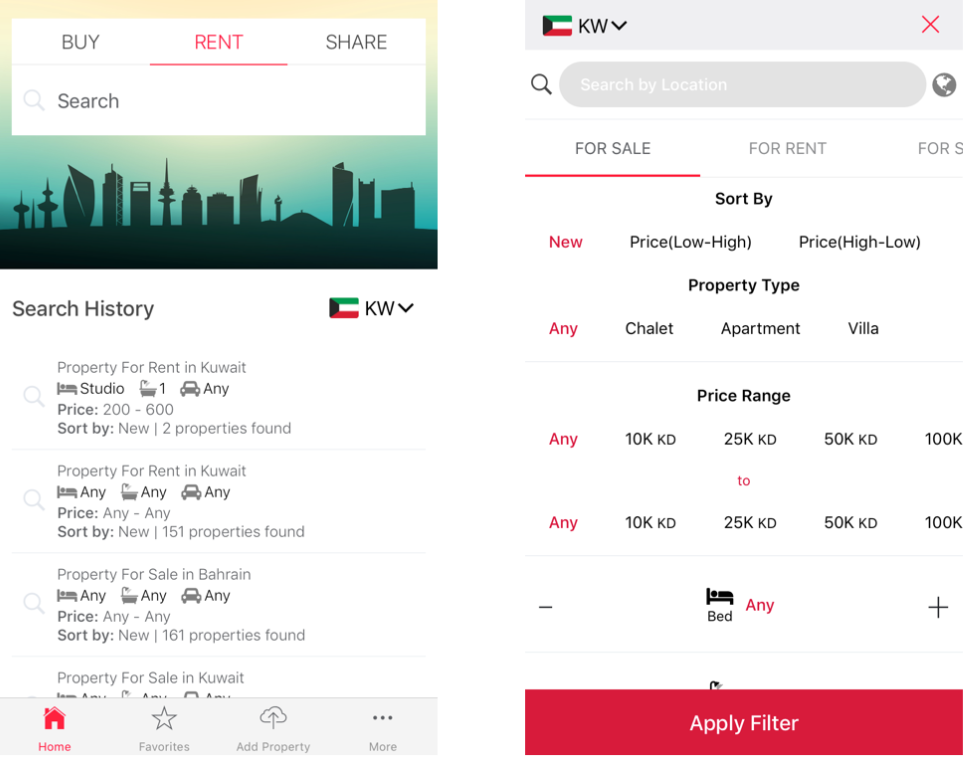 BUY RENT SHARE
Search
Search History
KW
Property For Rent in Kuwait
Studio 1 Any
Price: 200 - 600
Sort by: New | 2 properties found
Property For Rent in Kuwait
Any Any Any
Price: Any - Any
Sort by: New | 151 properties found
Property For Sale in Bahrain
Any Any Any
Price: Any - Any
Sort by: New | 161 properties found
Property For Sale in Kuwait
Any Any Any
Home Favorites Add Property More
KW
Search by Location
FOR SALE FOR RENT FOR S
Sort By
New Price(Low-High) Price(High-Low)
Property Type
Any Chalet Apartment Villa
Price Range
Any 10K KD 25K KD 50K KD 100K
to
Any 10K KD 25K KD 50K KD 100K
Bed Any
Apply Filter